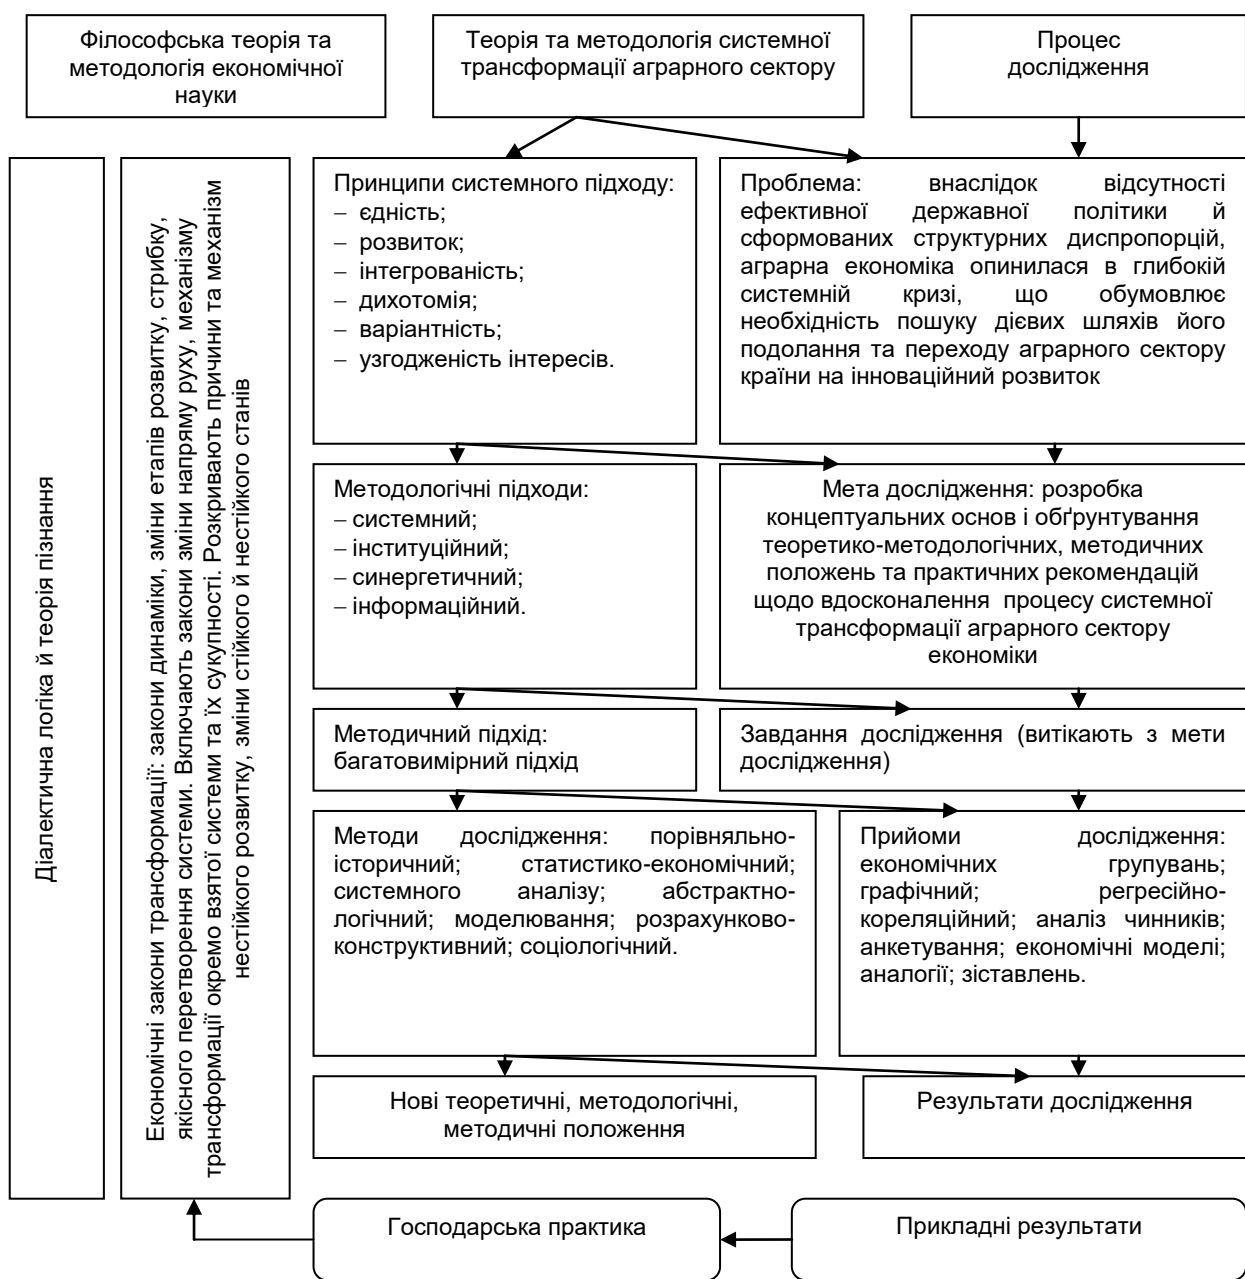 Філософська теорія та
методологія економічної
науки
Теорія та методологія системної
трансформації аграрного сектору
Процес
дослідження
Діалектична логіка й теорія пізнання
Економічні закони трансформації: закони динаміки, зміни етапів розвитку, стрибку,
якісного перетворення системи. Включають закони зміни напряму руху, механізму
трансформації окремо взятої системи та їх сукупності. Розкривають причини та механізм
нестійкого розвитку, зміни стійкого й нестійкого станів
Принципи системного підходу:
– єдність;
– розвиток;
– інтегрованість;
– дихотомія;
– варіантність;
– узгодженість інтересів.
Проблема: внаслідок відсутності
ефективної державної політики й
сформованих структурних диспропорцій,
аграрна економіка опинилася в глибокій
системній кризі, що обумовлює
необхідність пошуку дієвих шляхів його
подолання та переходу аграрного сектору
країни на інноваційний розвиток
Методологічні підходи:
– системний;
– інституційний;
– синергетичний;
– інформаційний.
Мета дослідження: розробка
концептуальних основ і обґрунтування
теоретико-методологічних, методичних
положень та практичних рекомендацій
щодо вдосконалення процесу системної
трансформації аграрного сектору
економіки
Методичний підхід:
багатовимірний підхід
Завдання дослідження (витікають з мети
дослідження)
Методи дослідження: порівняльно-
історичний; статистико-економічний;
системного аналізу; абстрактно-
логічний; моделювання; розрахунково-
конструктивний; соціологічний.
Прийоми дослідження:
економічних групувань;
графічний; регресійно-
кореляційний; аналіз чинників;
анкетування; економічні моделі;
аналогії; зіставлень.
Нові теоретичні, методологічні,
методичні положення
Результати дослідження
Господарська практика
Прикладні результати